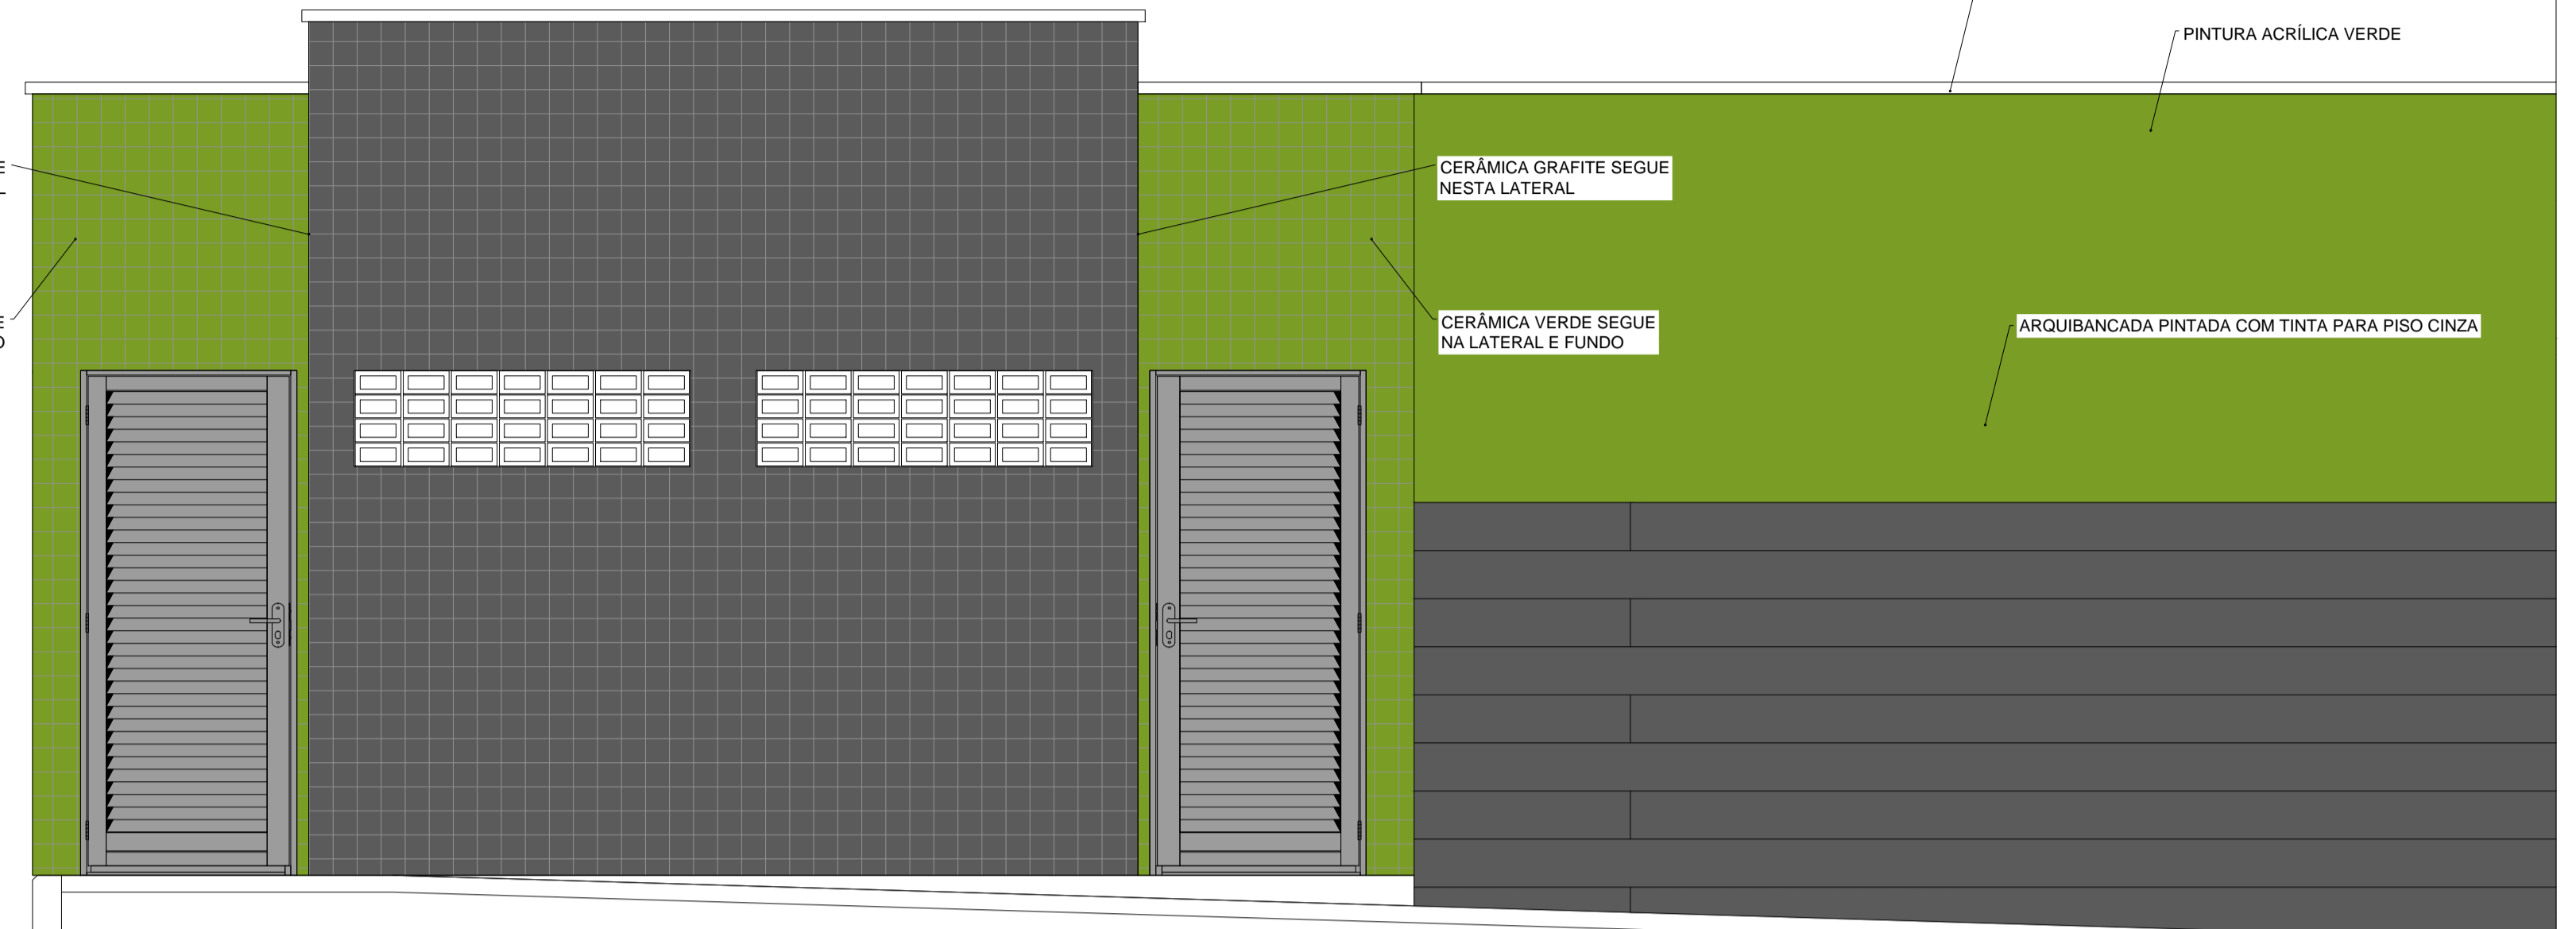 PINTURA ACRÍLICA VERDE
CERÂMICA GRAFITE SEGUE
NESTA LATERAL
CERÂMICA VERDE SEGUE
NA LATERAL E FUNDO
ARQUIBANCADA PINTADA COM TINTA PARA PISO CINZA